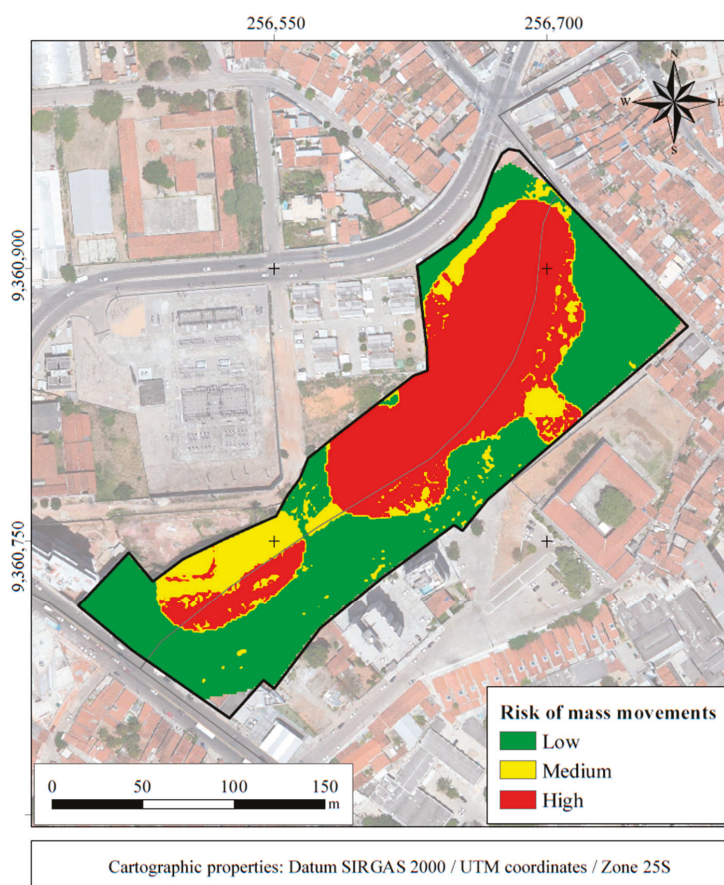 256,550 256,700
N
W E
S
9,360,900
9,360,750
Risk of mass movements
Low
Medium
High
0 50 100 150
m
Cartographic properties: Datum SIRGAS 2000 / UTM coordinates / Zone 25S